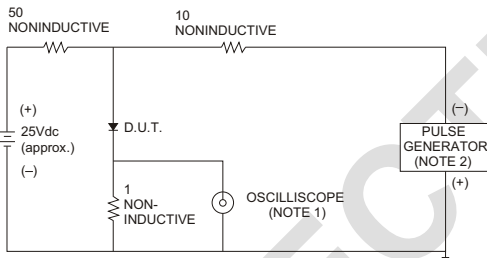 50
NONINDUCTIVE
10
NONINDUCTIVE
(+)
25Vdc
(approx.)
(–)
D.U.T.
1
NON-
INDUCTIVE
OSCILLISCOPE
(NOTE 1)
(–)
PULSE
GENERATOR
(NOTE 2)
(+)